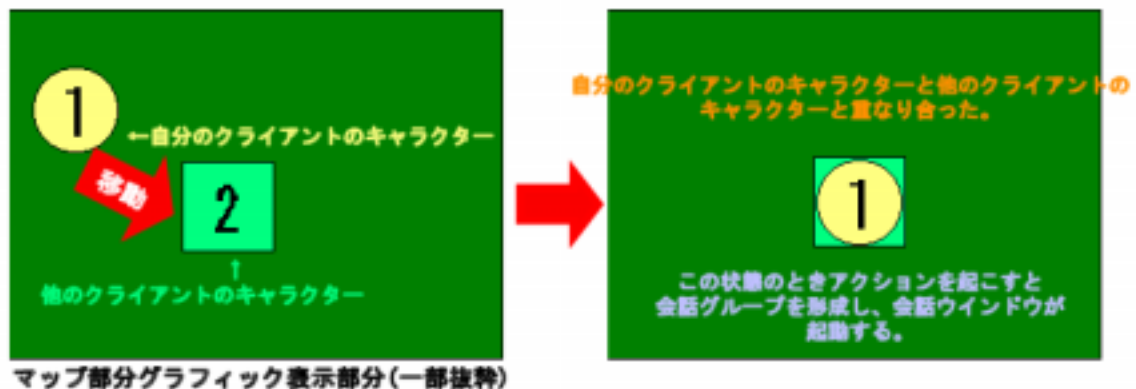 1
←自分のクライアントのキャラクター
移動
2
↑
他のクライアントのキャラクター
マップ部分グラフィック表示部分(一部抜粋)
自分のクライアントのキャラクターと他のクライアントの
キャラクターと重なり合った。
1
この状態のときアクションを起こすと
会話グループを形成し、会話ウインドウが
起動する。